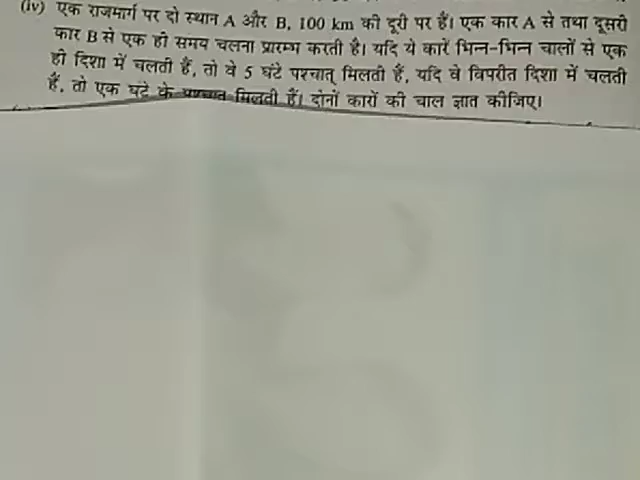 (iv) एक राजमार्ग पर दो स्थान A और B, 100 km की दूरी पर हैं। एक कार A से तथा दूसरी
कार B से एक ही समय चलना प्रारम्भ करती है। यदि ये कारें भिन्न-भिन्न चालों से एक
ही दिशा में चलती हैं, तो वे 5 घंटे पश्चात् मिलती हैं, यदि वे विपरीत दिशा में चलती
हैं, तो एक घंटे के पश्चात मिलती हैं। दोनों कारों की चाल ज्ञात कीजिए।